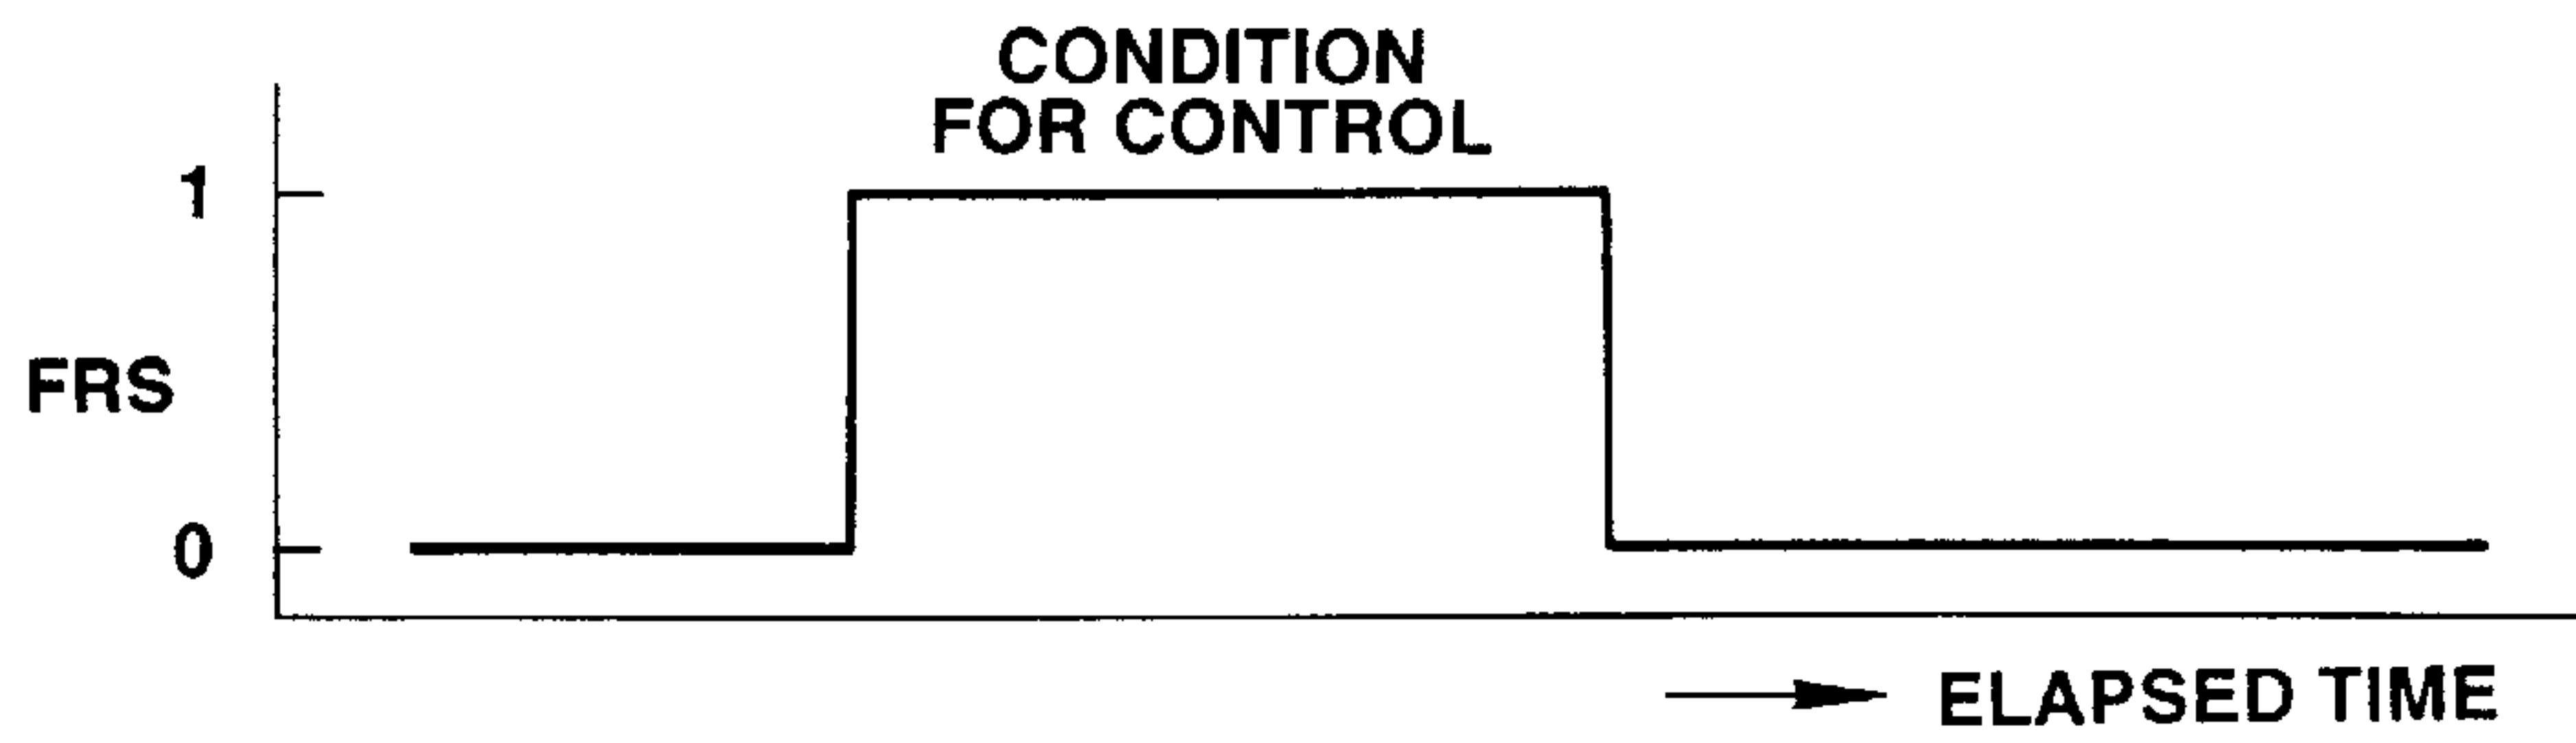 CONDITION
FOR CONTROL
1
FRS
0
ELAPSED TIME